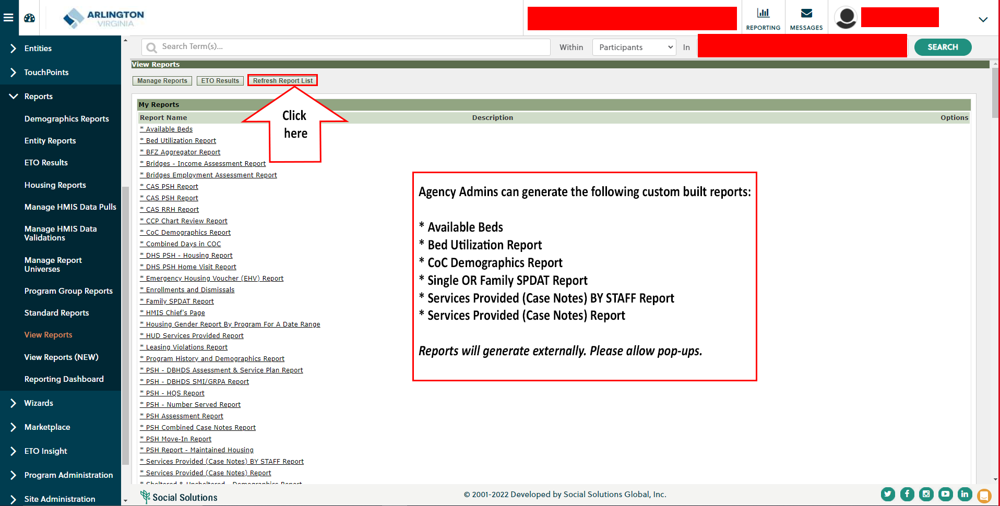 ARLINGTON
VIRGINIA
REPORTING
MESSAGES
Search Term(s)...
Within
Participants
In
SEARCH
Entities
TouchPoints
Reports
Demographics Reports
Entity Reports
ETO Results
Housing Reports
Manage HMIS Data Pulls
Manage HMIS Data
Validations
Manage Report
Universes
Program Group Reports
Standard Reports
View Reports
View Reports (NEW)
Reporting Dashboard
Wizards
Marketplace
ETO Insight
Program Administration
Site Administration
View Reports
Manage Reports
ETO Results
Refresh Report List
Click
here
My Reports
Report Name
Description
Options
* Available Beds
* Bed Utilization Report
* BFZ Aggregator Report
* Bridges - Income Assessment Report
* Bridges Employment Assessment Report
* CAS PSH Report
* CAS PSH Report
* CAS RRH Report
* CCP Chart Review Report
* CoC Demographics Report
* Combined Days in COC
* DHS PSH - Housing Report
* DHS PSH Home Visit Report
* Emergency Housing Voucher (EHV) Report
* Enrollments and Dismissals
* Family SPDAT Report
* HMIS Chief's Page
* Housing Gender Report By Program For A Date Range
* HUD Services Provided Report
* Leasing Violations Report
* Program History and Demographics Report
* PSH - DBHDS Assessment & Service Plan Report
* PSH - DBHDS SMI/GRPA Report
* PSH - HQS Report
* PSH - Number Served Report
* PSH Assessment Report
* PSH Combined Case Notes Report
* PSH Move-In Report
* PSH Report - Maintained Housing
* Services Provided (Case Notes) BY STAFF Report
* Services Provided (Case Notes) Report
* Sheltered & Unsheltered - Demographics Report
Agency Admins can generate the following custom built reports:
* Available Beds
* Bed Utilization Report
* CoC Demographics Report
* Single OR Family SPDAT Report
* Services Provided (Case Notes) BY STAFF Report
* Services Provided (Case Notes) Report
Reports will generate externally. Please allow pop-ups.
Social Solutions
© 2001-2022 Developed by Social Solutions Global, Inc.